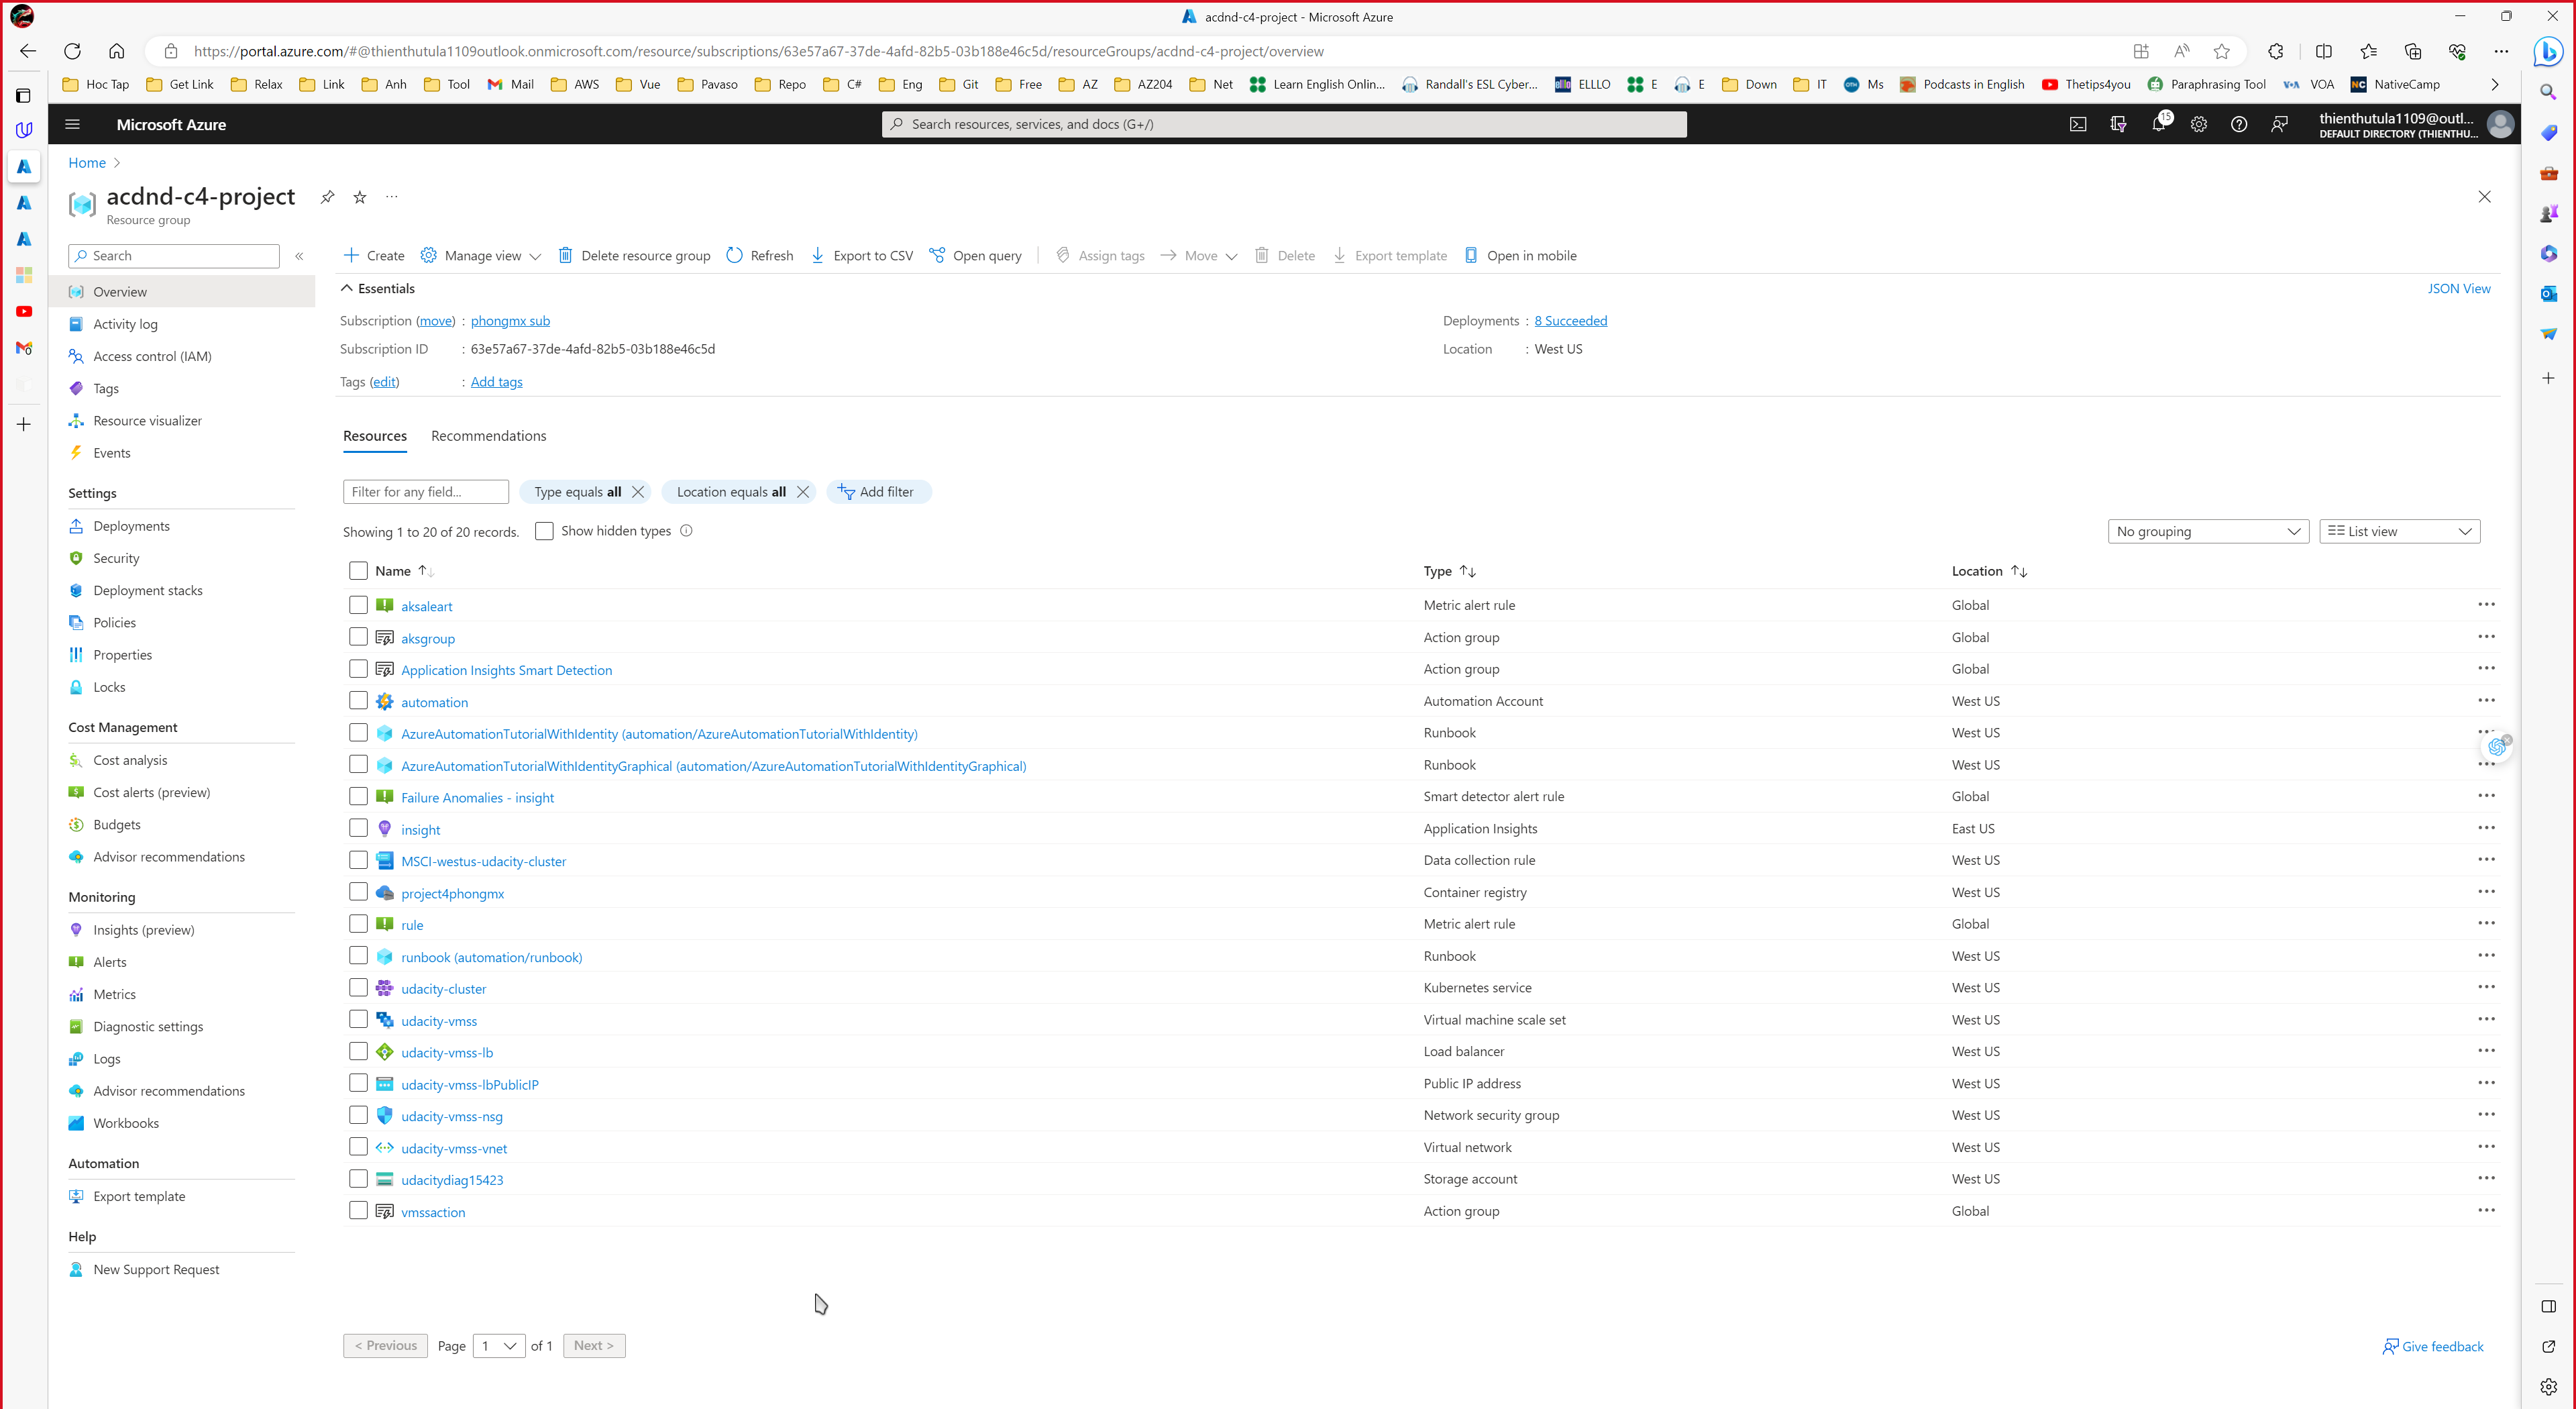 acdnd-c4-project - Microsoft Azure
https://portal.azure.com/#@thienthutula1109outlook.onmicrosoft.com/resource/subscriptions/63e57a67-37de-4afd-82b5-03b188e46c5d/resourceGroups/acdnd-c4-project/overview
Hoc Tap Get Link Relax Link Anh Tool Mail AWS Vue Pavaso Repo C# Eng Git Free AZ AZ204 Net Learn English Onlin... Randall's ESL Cyber... ELLLO E E Down IT Ms Podcasts in English Thetips4you Paraphrasing Tool VOA NativeCamp
Microsoft Azure
Search resources, services, and docs (G+/)
15
thienthutula1109@outl...
DEFAULT DIRECTORY (THIENTHU...
Home
acdnd-c4-project
Resource group
Search
Create Manage view Delete resource group Refresh Export to CSV Open query Assign tags Move Delete Export template Open in mobile
Overview
Activity log
Access control (IAM)
Tags
Resource visualizer
Events
Settings
Deployments
Security
Deployment stacks
Policies
Properties
Locks
Cost Management
Cost analysis
Cost alerts (preview)
Budgets
Advisor recommendations
Monitoring
Insights (preview)
Alerts
Metrics
Diagnostic settings
Logs
Advisor recommendations
Workbooks
Automation
Export template
Help
New Support Request
Essentials
JSON View
Subscription (move) : phongmx sub
Deployments : 8 Succeeded
Subscription ID : 63e57a67-37de-4afd-82b5-03b188e46c5d
Location : West US
Tags (edit) : Add tags
Resources Recommendations
Filter for any field... Type equals all Location equals all Add filter
Showing 1 to 20 of 20 records. Show hidden types
No grouping List view
Name Type Location
aksaleart Metric alert rule Global
aksgroup Action group Global
Application Insights Smart Detection Action group Global
automation Automation Account West US
AzureAutomationTutorialWithIdentity (automation/AzureAutomationTutorialWithIdentity) Runbook West US
AzureAutomationTutorialWithIdentityGraphical (automation/AzureAutomationTutorialWithIdentityGraphical) Runbook West US
Failure Anomalies - insight Smart detector alert rule Global
insight Application Insights East US
MSCI-westus-udacity-cluster Data collection rule West US
project4phongmx Container registry West US
rule Metric alert rule Global
runbook (automation/runbook) Runbook West US
udacity-cluster Kubernetes service West US
udacity-vmss Virtual machine scale set West US
udacity-vmss-lb Load balancer West US
udacity-vmss-lbPublicIP Public IP address West US
udacity-vmss-nsg Network security group West US
udacity-vmss-vnet Virtual network West US
udacitydiag15423 Storage account West US
vmssaction Action group Global
< Previous Page 1 of 1 Next >
Give feedback